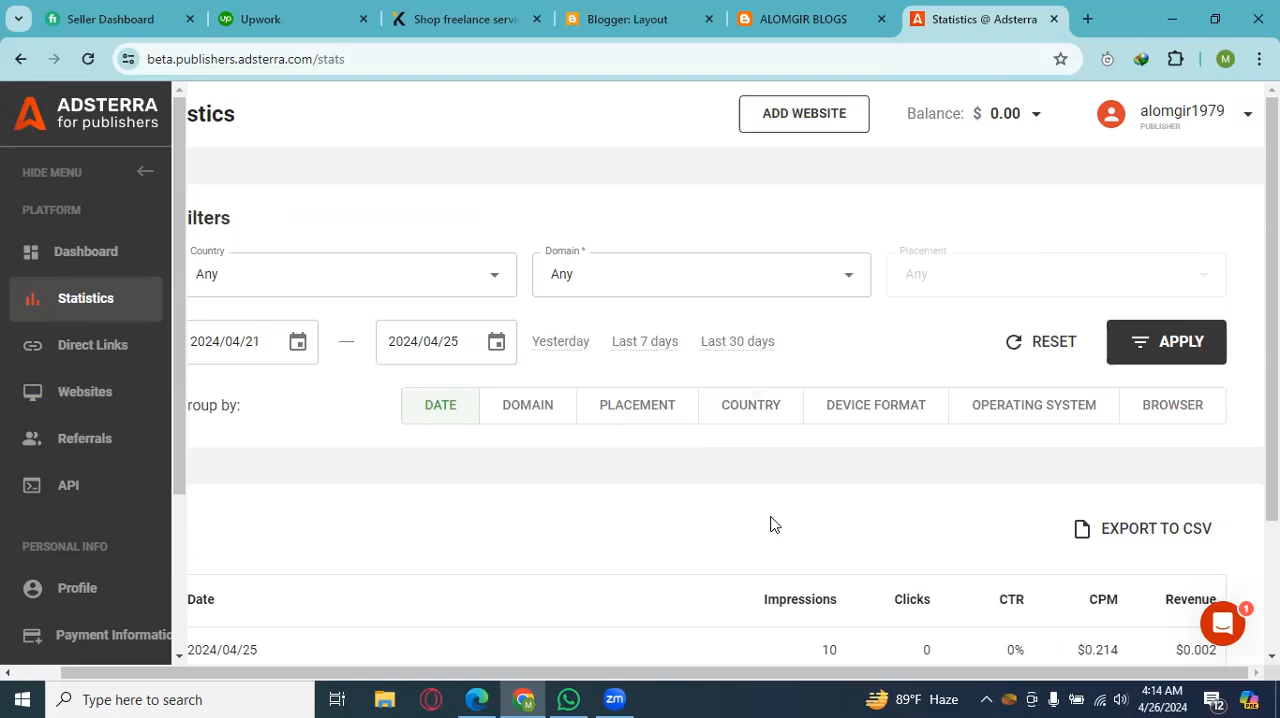 Seller Dashboard
Upwork
Shop freelance servi
Blogger: Layout
ALOMGIR BLOGS
Statistics @ Adsterra
beta.publishers.adsterra.com/stats
M
ADSTERRA
for publishers
HIDE MENU
PLATFORM
Dashboard
Statistics
Direct Links
Websites
Referrals
API
PERSONAL INFO
Profile
Payment Informatio
stics
ADD WEBSITE
Balance: $ 0.00
alomgir1979
PUBLISHER
ilters
Country
Any
Domain *
Any
Placement
Any
2024/04/21
—
2024/04/25
Yesterday
Last 7 days
Last 30 days
RESET
APPLY
roup by:
DATE
DOMAIN
PLACEMENT
COUNTRY
DEVICE FORMAT
OPERATING SYSTEM
BROWSER
EXPORT TO CSV
Date Impressions Clicks CTR CPM Revenue
2024/04/25 10 0 0% $0.214 $0.002
1
Type here to search
zm
89°F Haze
4:14 AM
4/26/2024
12